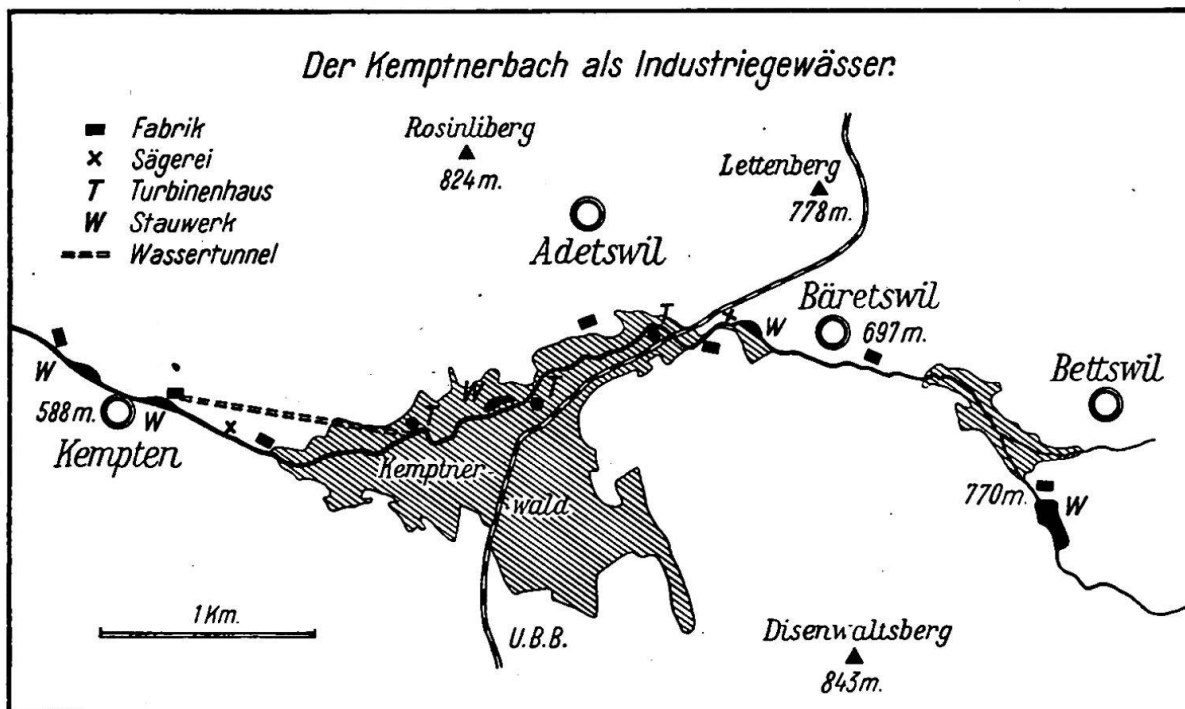 Der Kemptnerbach als Industriegewässer.
Fabrik
x Sägerei
T Turbinenhaus
W Stauwerk
Wassertunnel
Rosinliberg
824 m.
Lettenberg
778 m.
Adetswil
Bäretswil
697 m.
Bettswil
T
x
W
W
T
T
W
588 m.
W
x
Kempten
Kemptner-
wald
770 m.
W
1 Km.
U.B.B.
Disenwaltsberg
843 m.